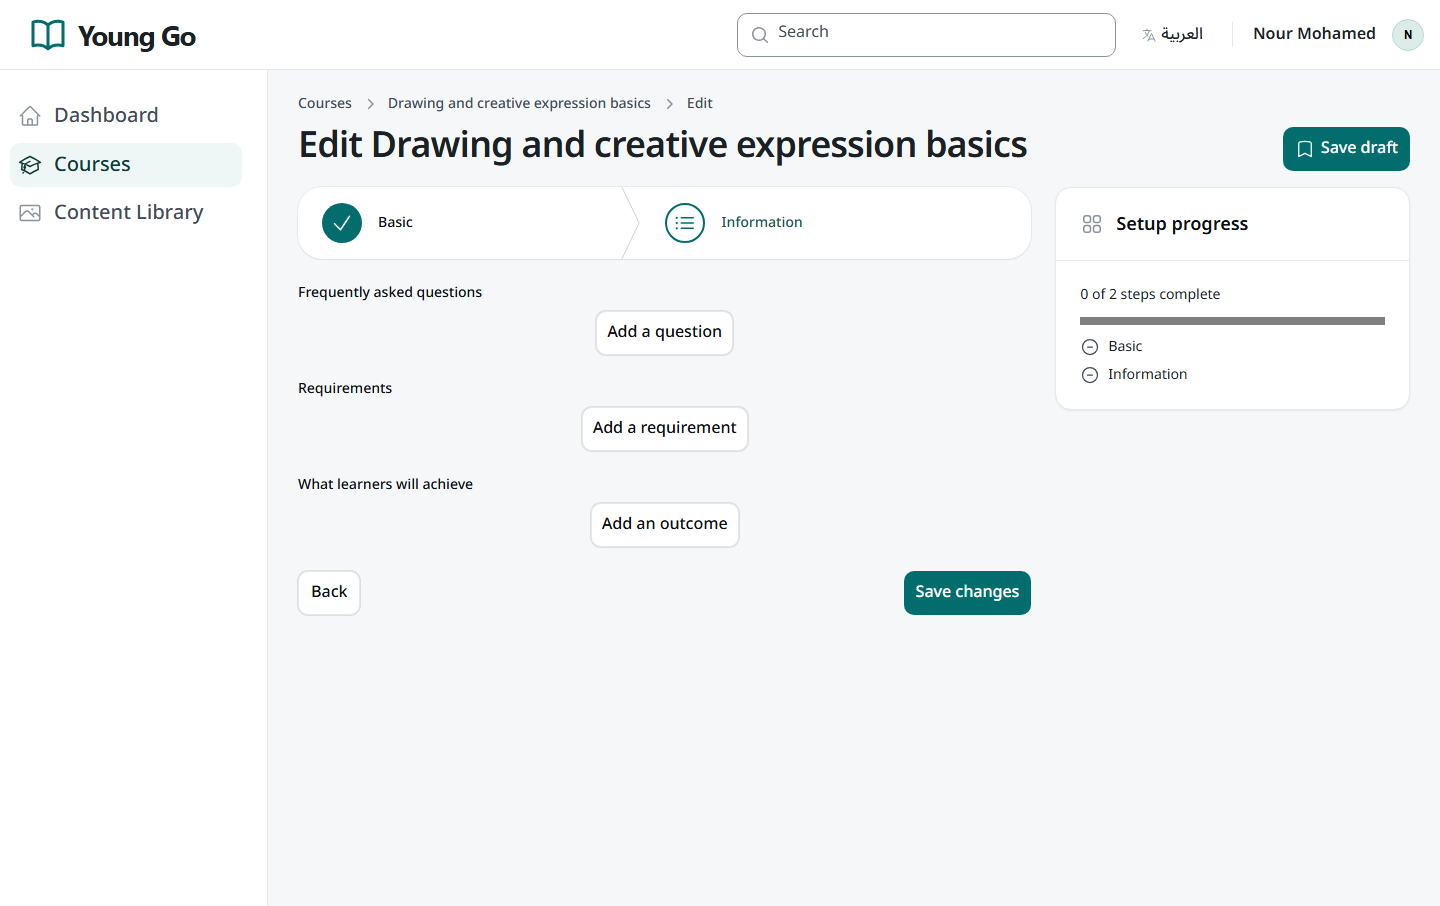 Young Go
Search
العربية
Nour Mohamed
N
Dashboard
Courses
Content Library
Courses
Drawing and creative expression basics
Edit
Edit Drawing and creative expression basics
Save draft
Basic
Information
Frequently asked questions
Add a question
Requirements
Add a requirement
What learners will achieve
Add an outcome
Back
Save changes
Setup progress
0 of 2 steps complete
Basic
Information